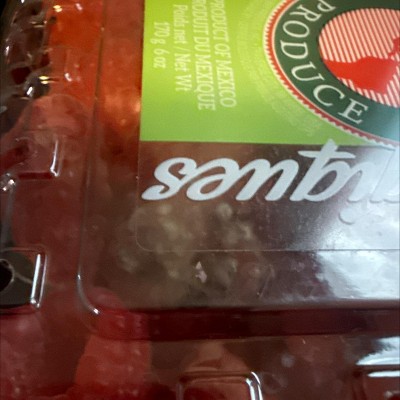 PRODUCE
PRODUCT OF MEXICO
PRODUIT DU MEXIQUE
Poids net / Net Wt
170 g 6 oz